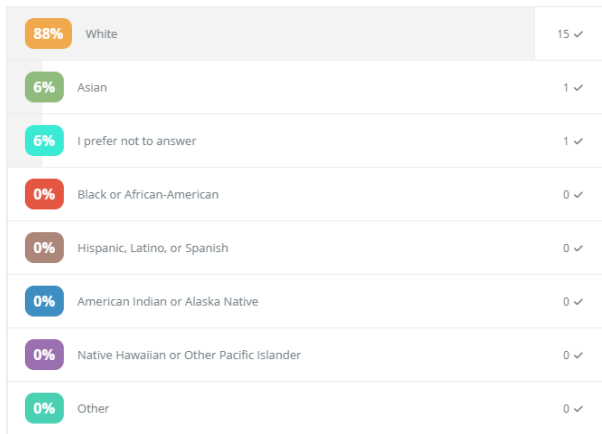 88% White 15 ✓
6% Asian 1 ✓
6% I prefer not to answer 1 ✓
0% Black or African-American 0 ✓
0% Hispanic, Latino, or Spanish 0 ✓
0% American Indian or Alaska Native 0 ✓
0% Native Hawaiian or Other Pacific Islander 0 ✓
0% Other 0 ✓